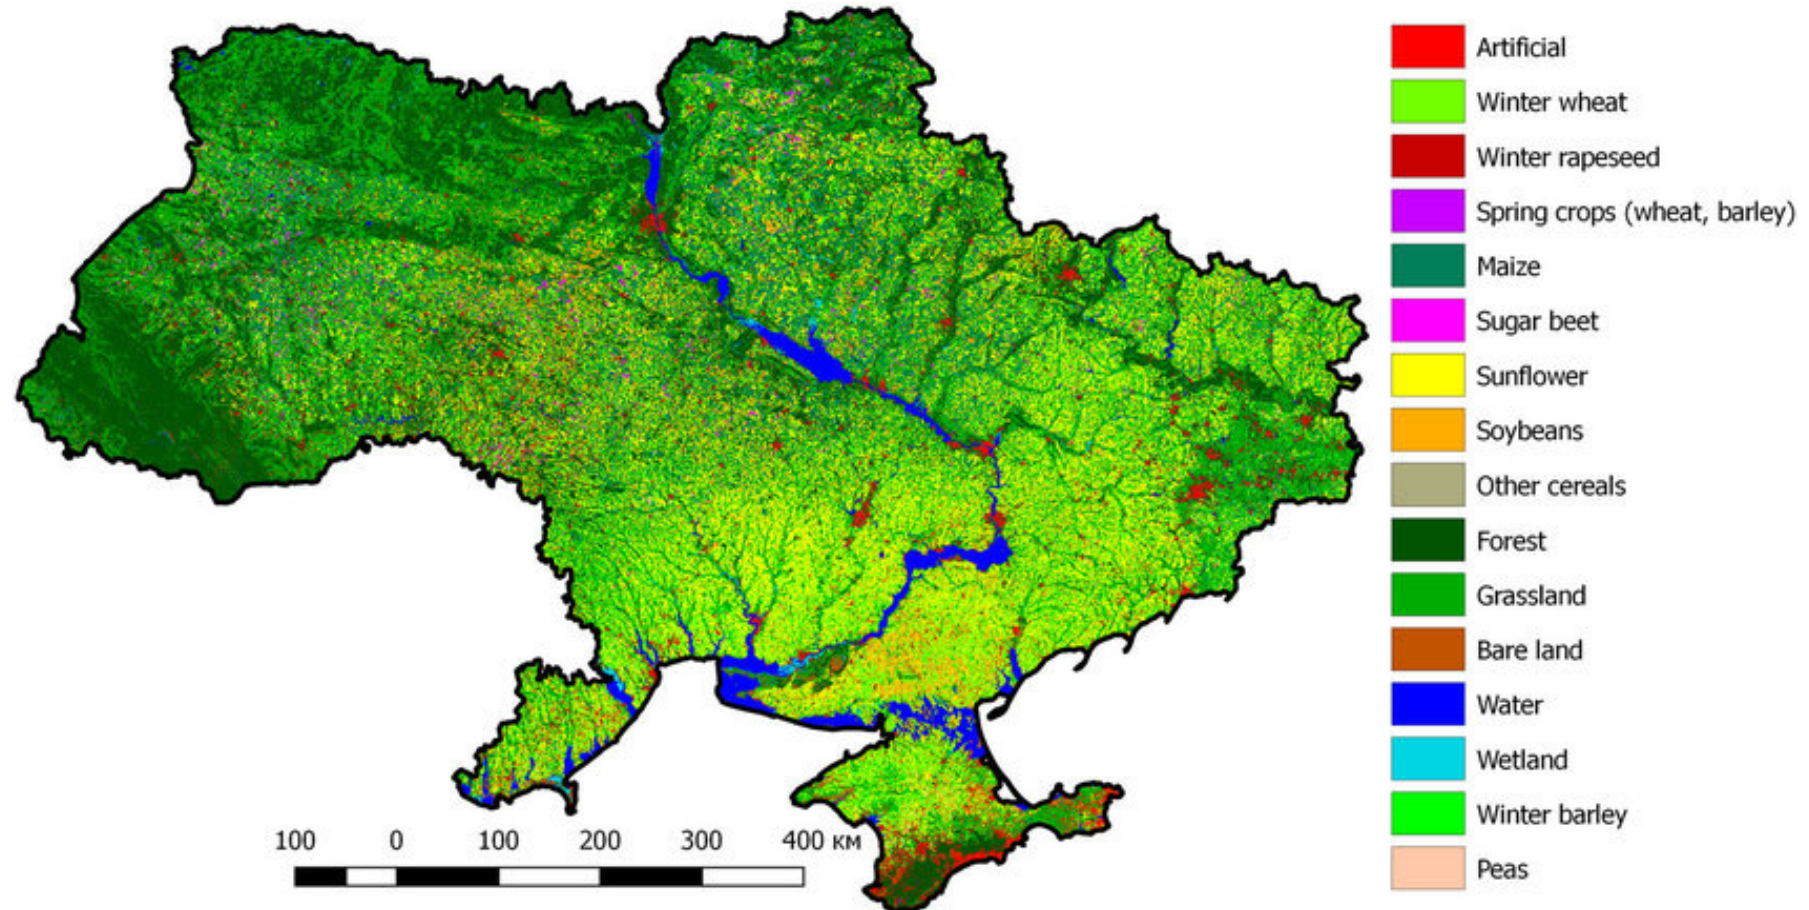 Artificial
Winter wheat
Winter rapeseed
Spring crops (wheat, barley)
Maize
Sugar beet
Sunflower
Soybeans
Other cereals
Forest
Grassland
Bare land
Water
Wetland
Winter barley
Peas
100 0 100 200 300 400 км